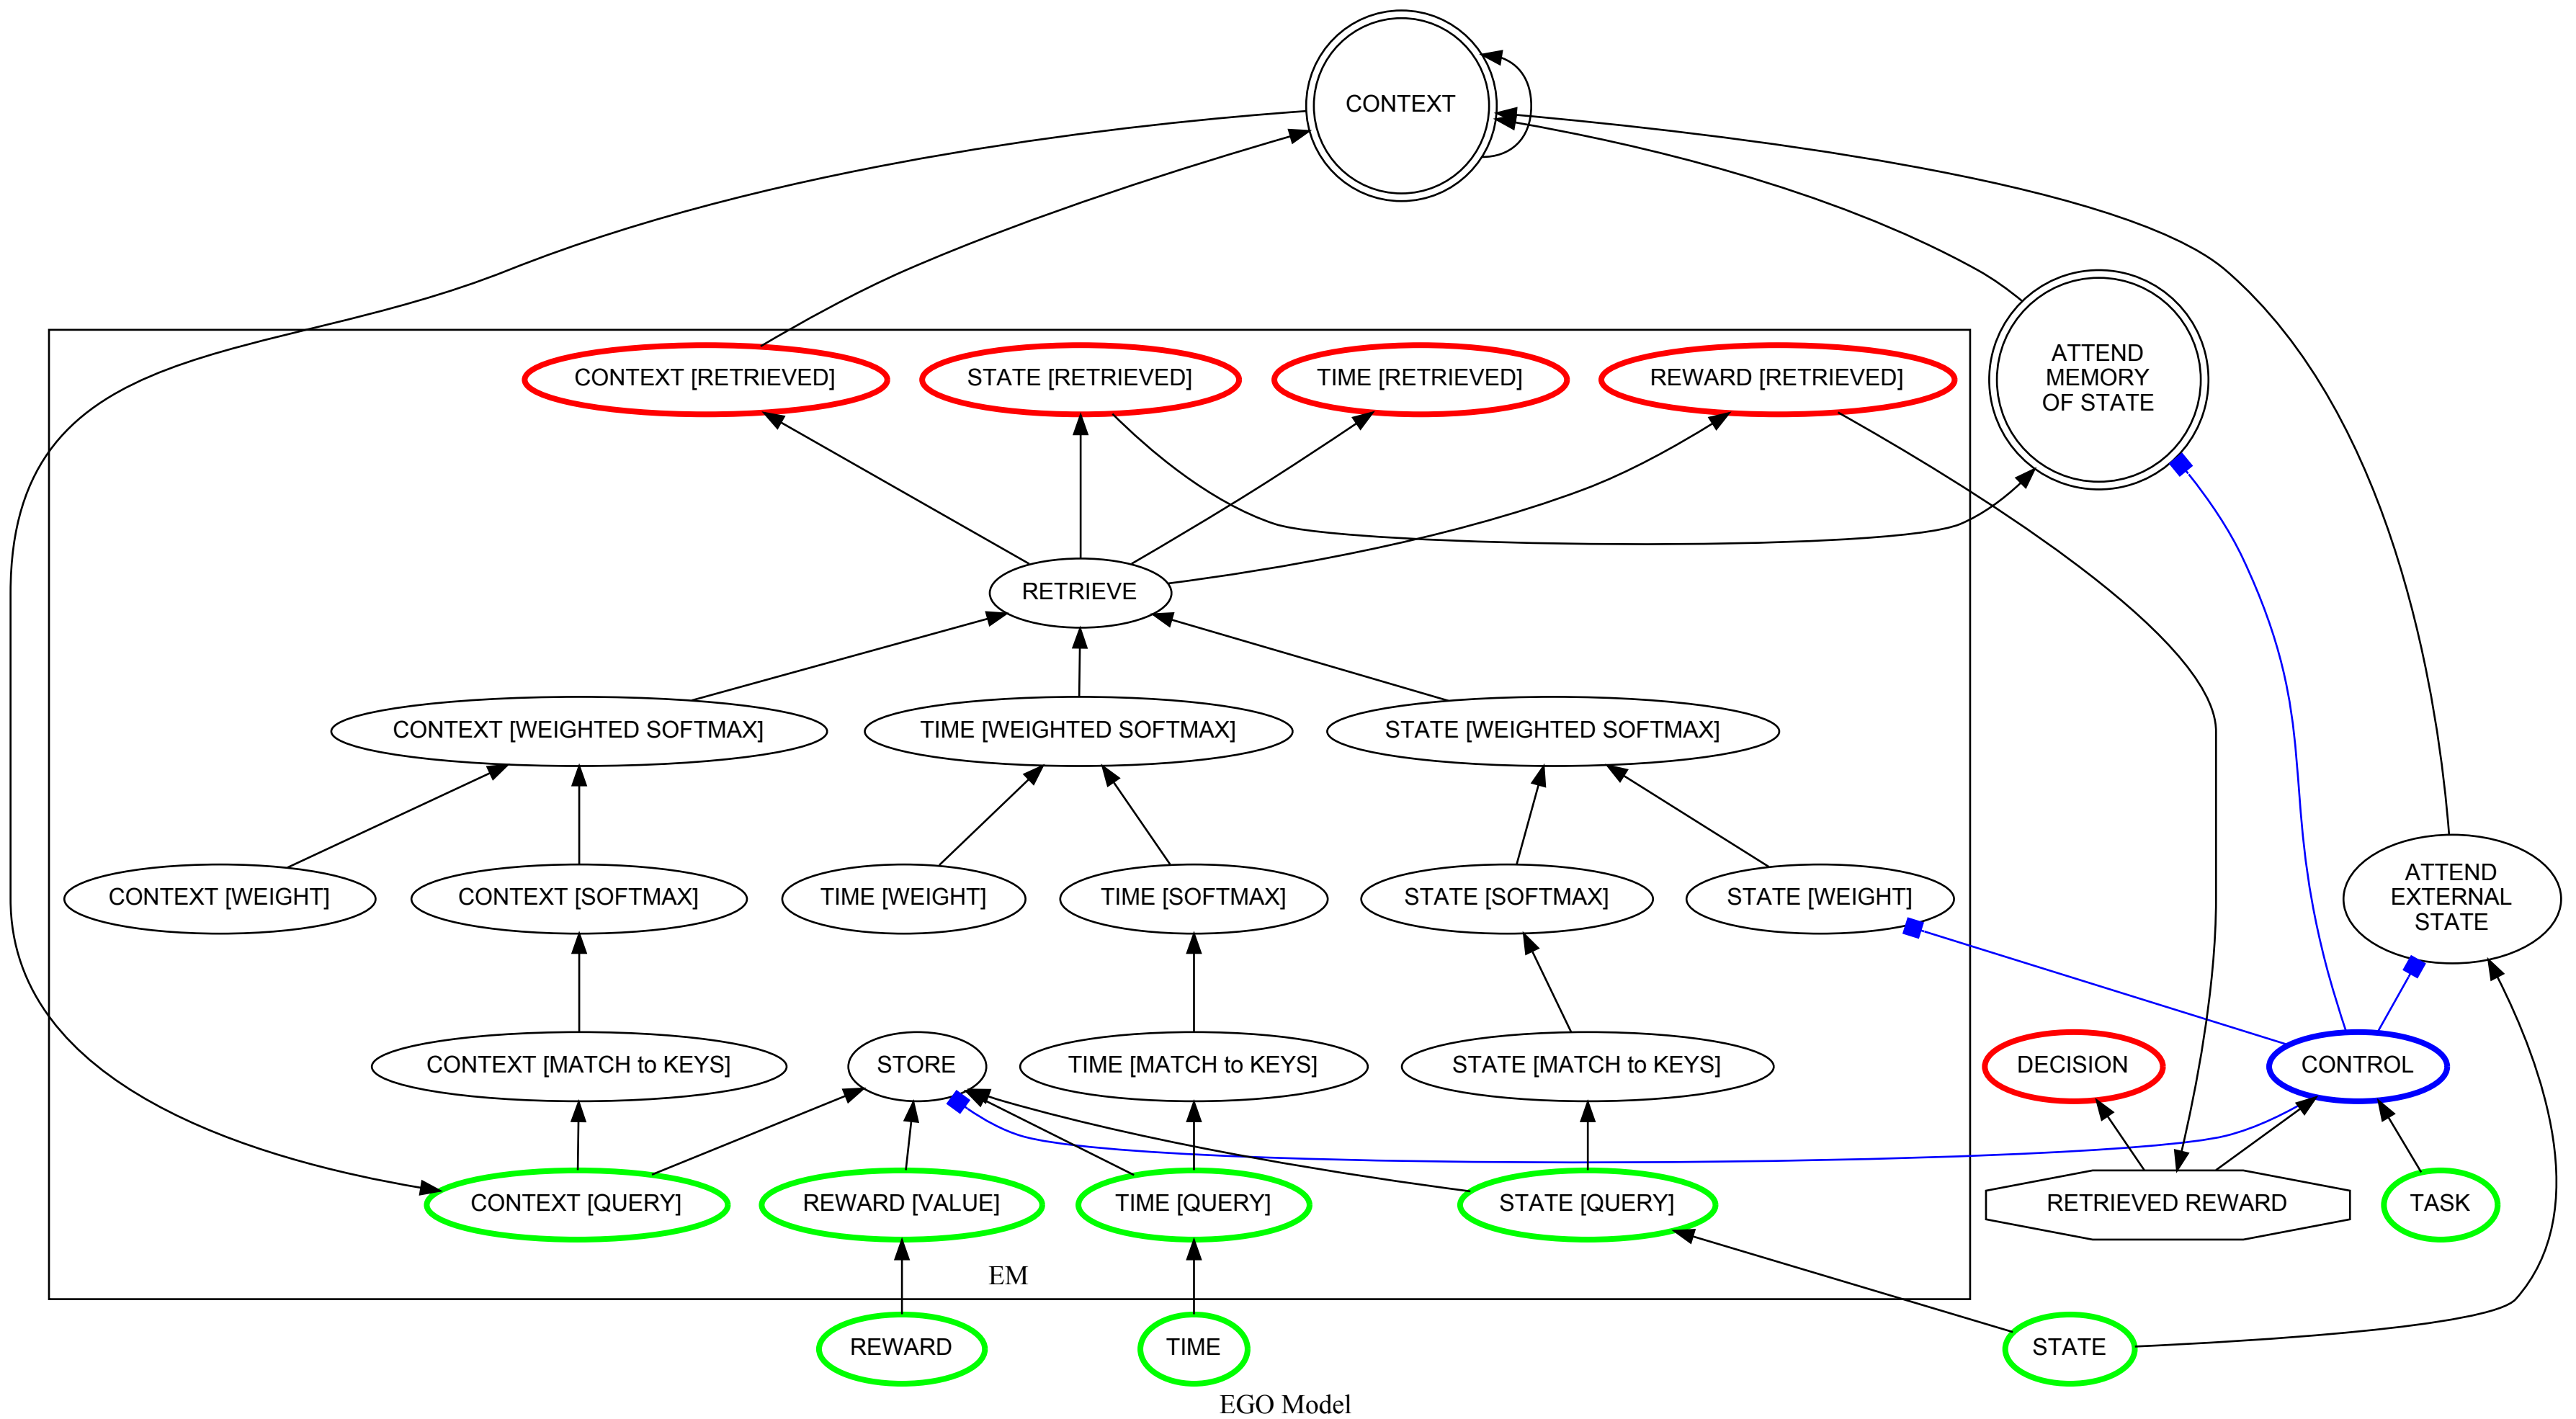 CONTEXT
ATTEND
MEMORY
OF STATE
CONTEXT [RETRIEVED]
STATE [RETRIEVED]
TIME [RETRIEVED]
REWARD [RETRIEVED]
RETRIEVE
CONTEXT [WEIGHTED SOFTMAX]
TIME [WEIGHTED SOFTMAX]
STATE [WEIGHTED SOFTMAX]
CONTEXT [WEIGHT]
CONTEXT [SOFTMAX]
TIME [WEIGHT]
TIME [SOFTMAX]
STATE [SOFTMAX]
STATE [WEIGHT]
ATTEND
EXTERNAL
STATE
CONTEXT [MATCH to KEYS]
STORE
TIME [MATCH to KEYS]
STATE [MATCH to KEYS]
DECISION
CONTROL
CONTEXT [QUERY]
REWARD [VALUE]
TIME [QUERY]
STATE [QUERY]
RETRIEVED REWARD
TASK
EM
REWARD
TIME
STATE
EGO Model